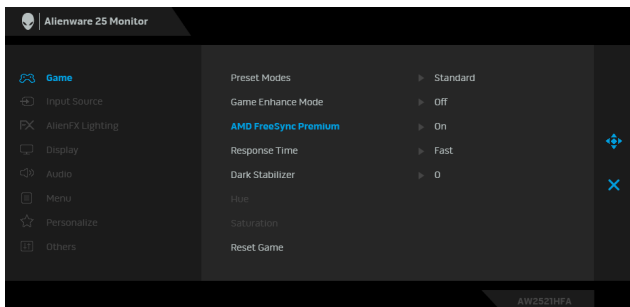 Alienware 25 Monitor
Game
Input Source
AlienFX Lighting
Display
Audio
Menu
Personalize
Others
Preset Modes Standard
Game Enhance Mode Off
AMD FreeSync Premium On
Response Time Fast
Dark Stabilizer 0
Hue
Saturation
Reset Game
AW2521HFA